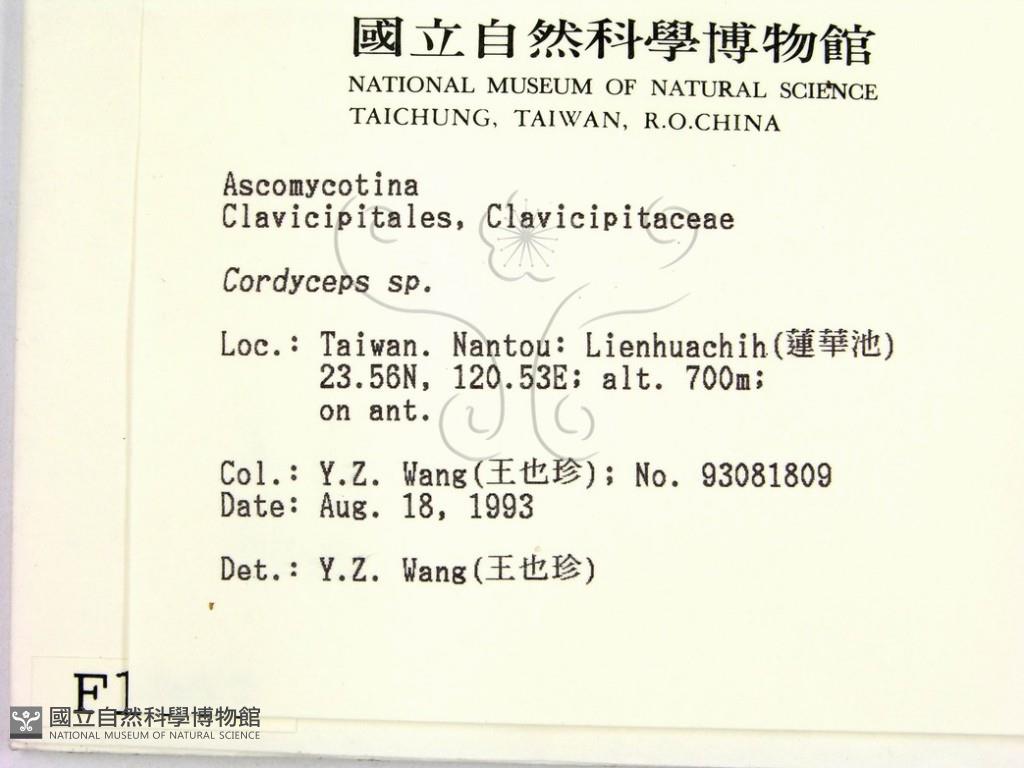 國立自然科學博物館
NATIONAL MUSEUM OF NATURAL SCIENCE
TAICHUNG, TAIWAN, R.O.CHINA
Ascomycotina
Clavicipitales, Clavicipitaceae
Cordyceps sp.
Loc.: Taiwan. Nantou: Lienhuachih(蓮華池)
23.56N, 120.53E; alt. 700m;
on ant.
Col.: Y.Z. Wang(王也珍); No. 93081809
Date: Aug. 18, 1993
Det.: Y.Z. Wang(王也珍)
F1
國立自然科學博物館
NATIONAL MUSEUM OF NATURAL SCIENCE